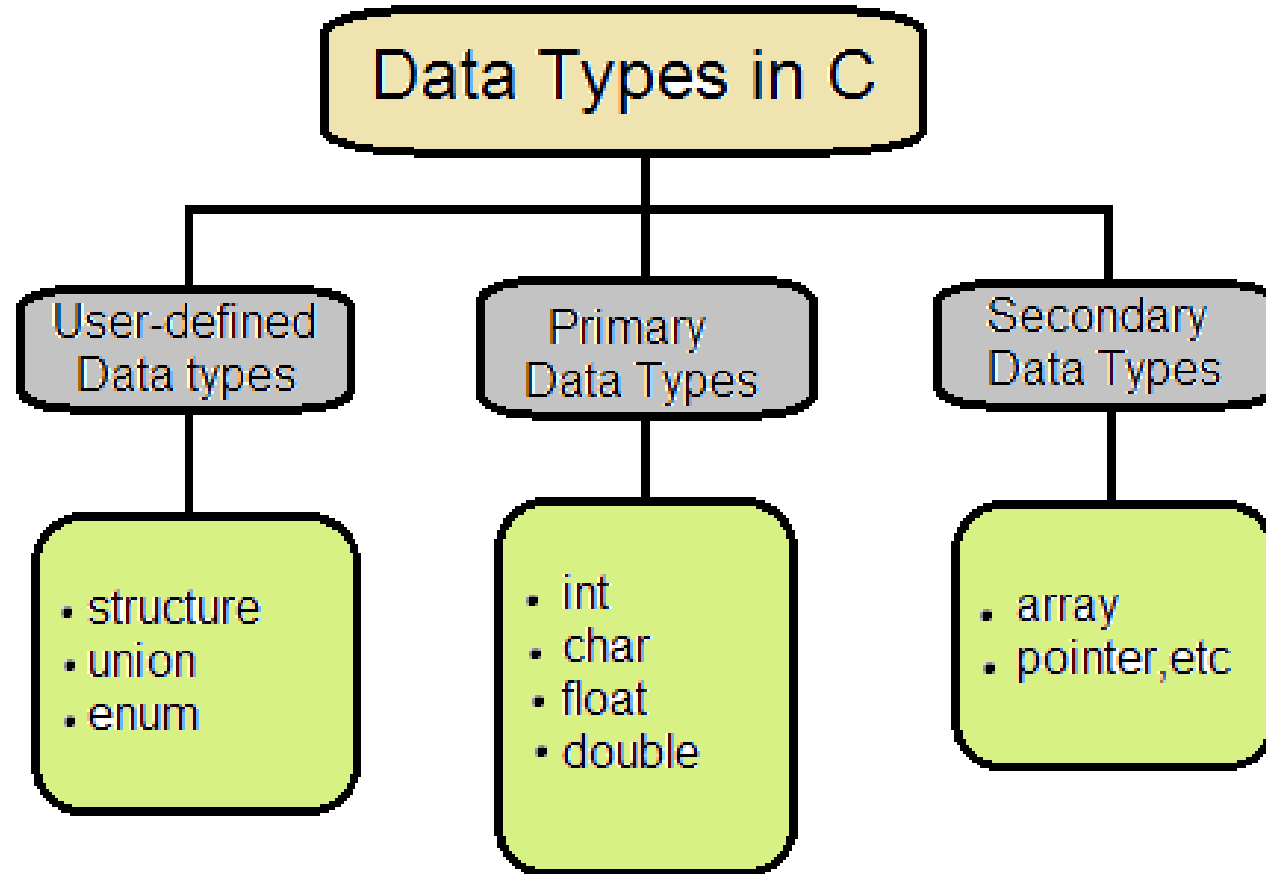 Data Types in C
User-defined
Data types
Primary
Data Types
Secondary
Data Types
• structure
• union
• enum
• int
• char
• float
• double
• array
• pointer,etc